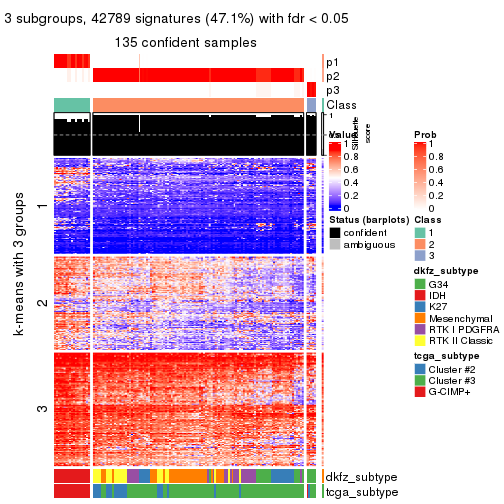 3 subgroups, 42789 signatures (47.1%) with fdr < 0.05
135 confident samples
p1
p2
p3
Class
1
Silhouette
score
k-means with 3 groups
1
2
3
dkfz_subtype
tcga_subtype
Value
1
0.8
0.6
0.4
0.2
0
Prob
1
0.8
0.6
0.4
0.2
0
Status (barplots)
confident
ambiguous
Class
1
2
3
dkfz_subtype
G34
IDH
K27
Mesenchymal
RTK I PDGFRA
RTK II Classic
tcga_subtype
Cluster #2
Cluster #3
G-CIMP+